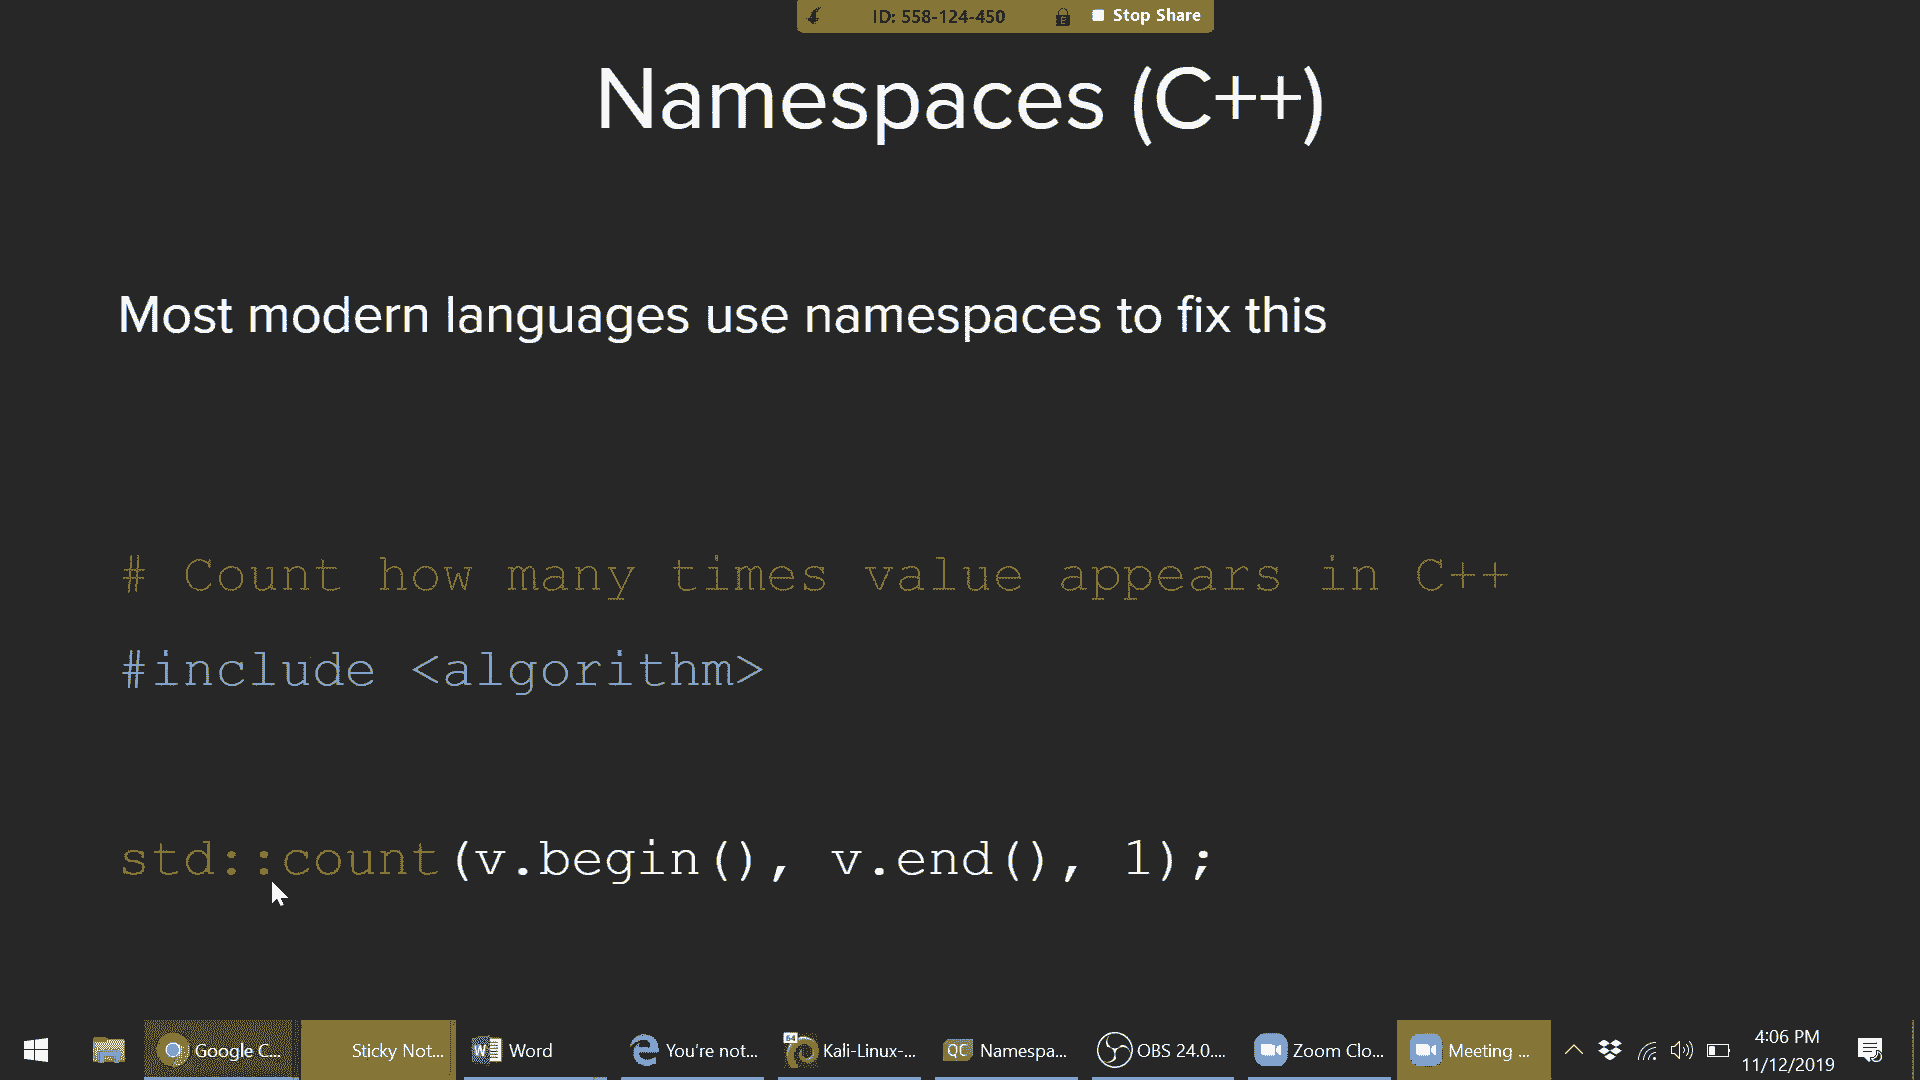 ID: 558-124-450 Stop Share
Namespaces (C++)
Most modern languages use namespaces to fix this
# Count how many times value appears in C++
#include <algorithm>
std::count(v.begin(), v.end(), 1);
Google C... Sticky Not... Word You're not... 64 Kali-Linux-... QC Namespa... OBS 24.0.... Zoom Clo... Meeting ... 4:06 PM
11/12/2019